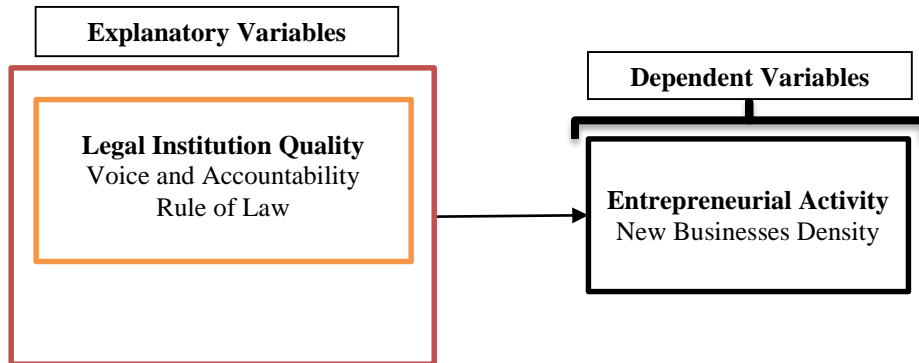 Explanatory Variables
Dependent Variables
Legal Institution Quality
Voice and Accountability
Rule of Law
Entrepreneurial Activity
New Businesses Density